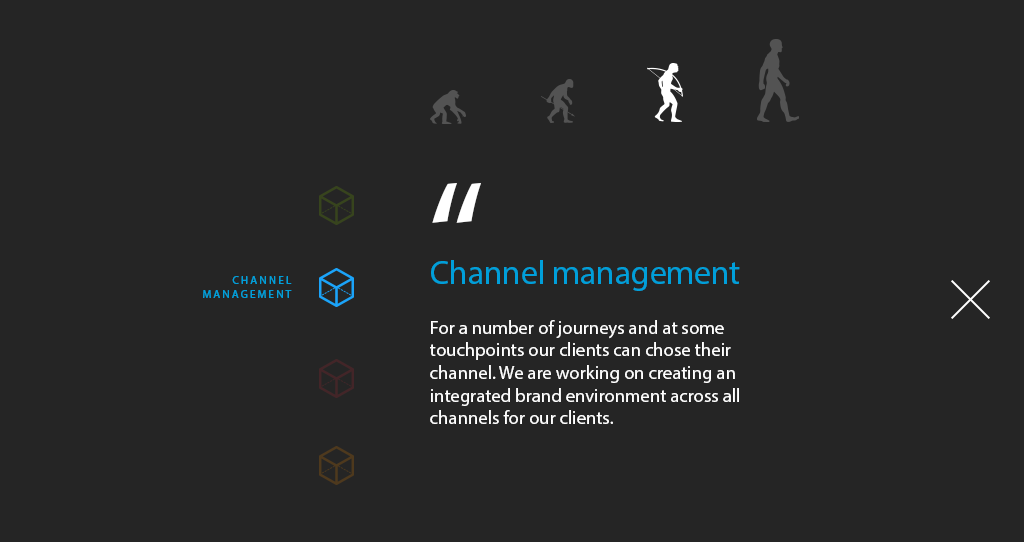 CHANNEL
MANAGEMENT
“
Channel management
For a number of journeys and at some
touchpoints our clients can chose their
channel. We are working on creating an
integrated brand environment across all
channels for our clients.